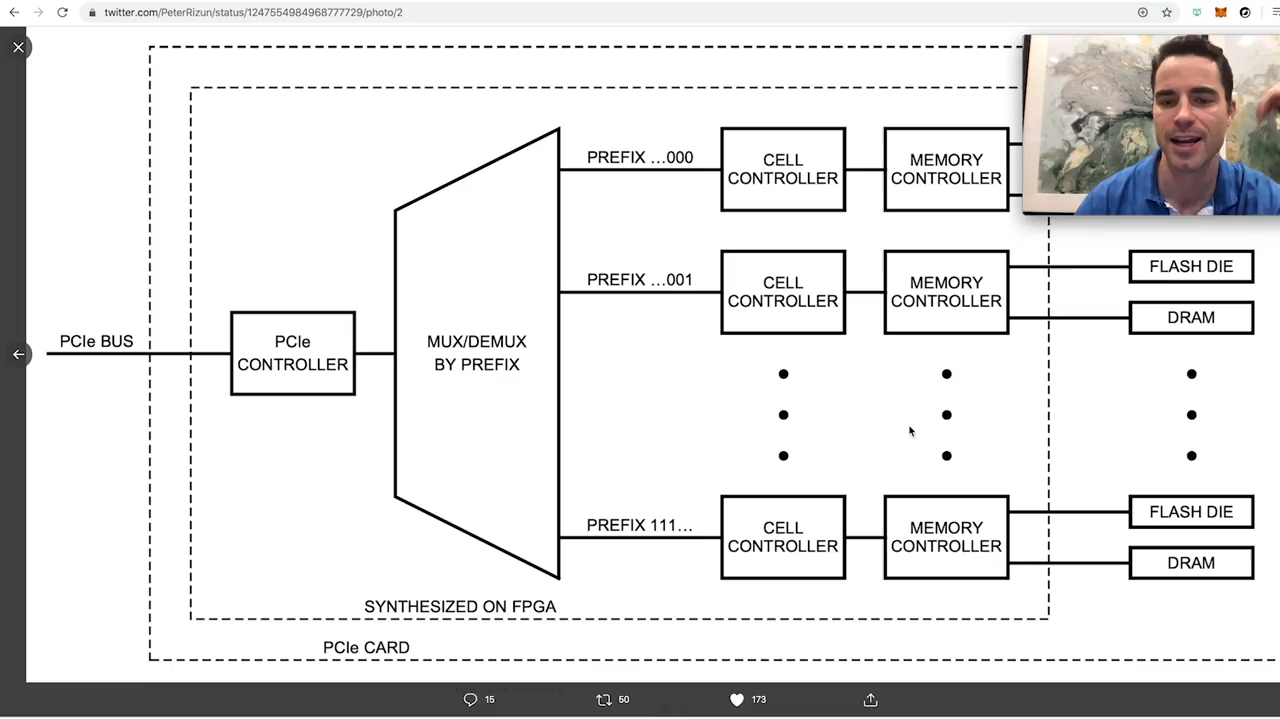 twitter.com/PeterRizun/status/1247554984968777729/photo/2
PREFIX ...000
CELL
CONTROLLER
MEMORY
CONTROLLER
PREFIX ...001
CELL
CONTROLLER
MEMORY
CONTROLLER
FLASH DIE
DRAM
PCIe BUS
PCIe
CONTROLLER
MUX/DEMUX
BY PREFIX
PREFIX 111...
CELL
CONTROLLER
MEMORY
CONTROLLER
FLASH DIE
DRAM
SYNTHESIZED ON FPGA
PCIe CARD
15
50
173